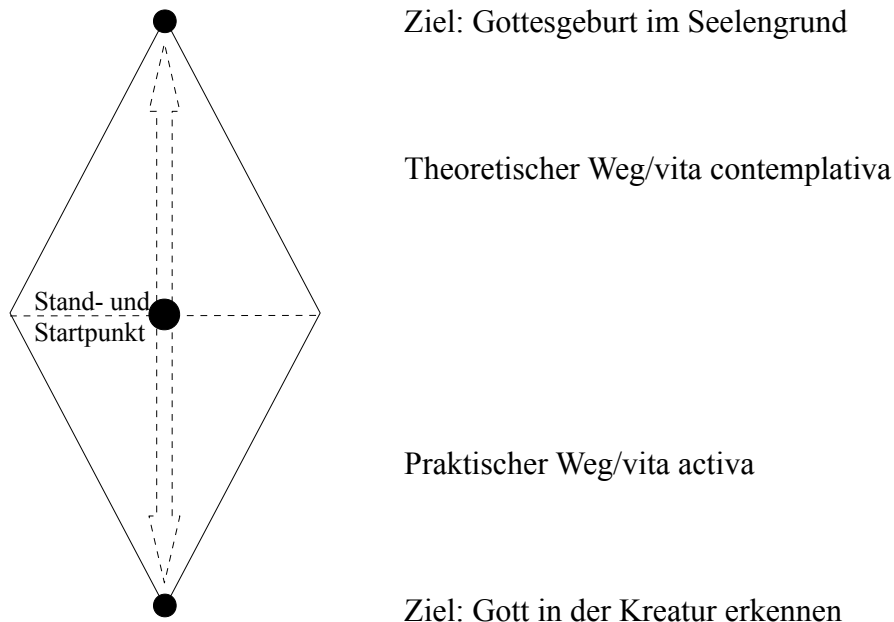 Ziel: Gottesgeburt im Seelengrund
Theoretischer Weg/vita contemplativa
Stand- und
Startpunkt
Praktischer Weg/vita activa
Ziel: Gott in der Kreatur erkennen